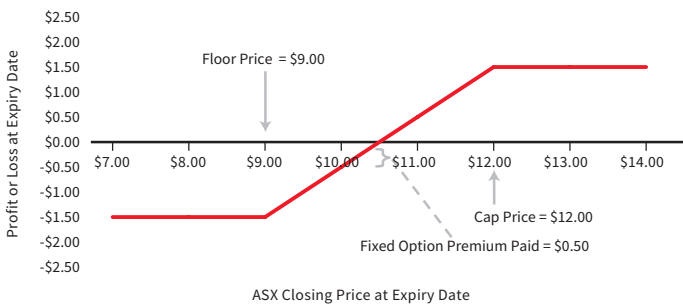 $2.50
$2.00
$1.50
$1.00
$0.50
$0.00
-$0.50
-$1.00
-$1.50
-$2.00
-$2.50
Profit or Loss at Expiry Date
Floor Price = $9.00
$7.00 $8.00 $9.00 $10.00 $11.00 $12.00 $13.00 $14.00
Cap Price = $12.00
Fixed Option Premium Paid = $0.50
ASX Closing Price at Expiry Date